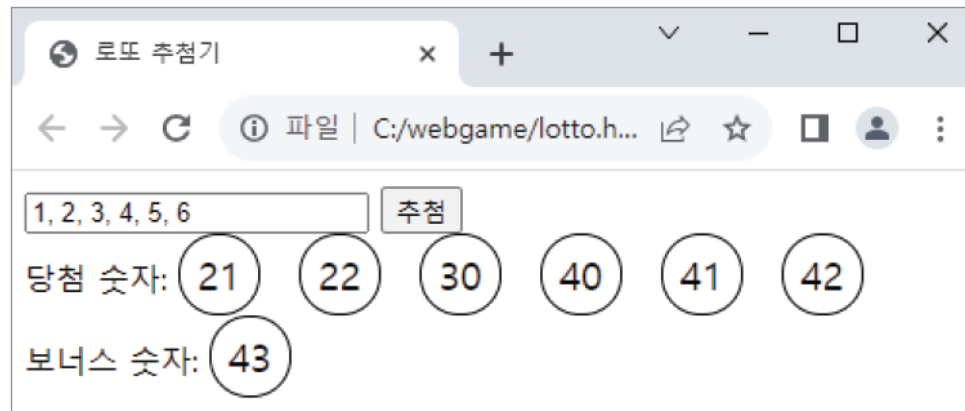 로또 추첨기
파일 C:/webgame/lotto.h...
1, 2, 3, 4, 5, 6 추첨
당첨 숫자: 21 22 30 40 41 42
보너스 숫자: 43